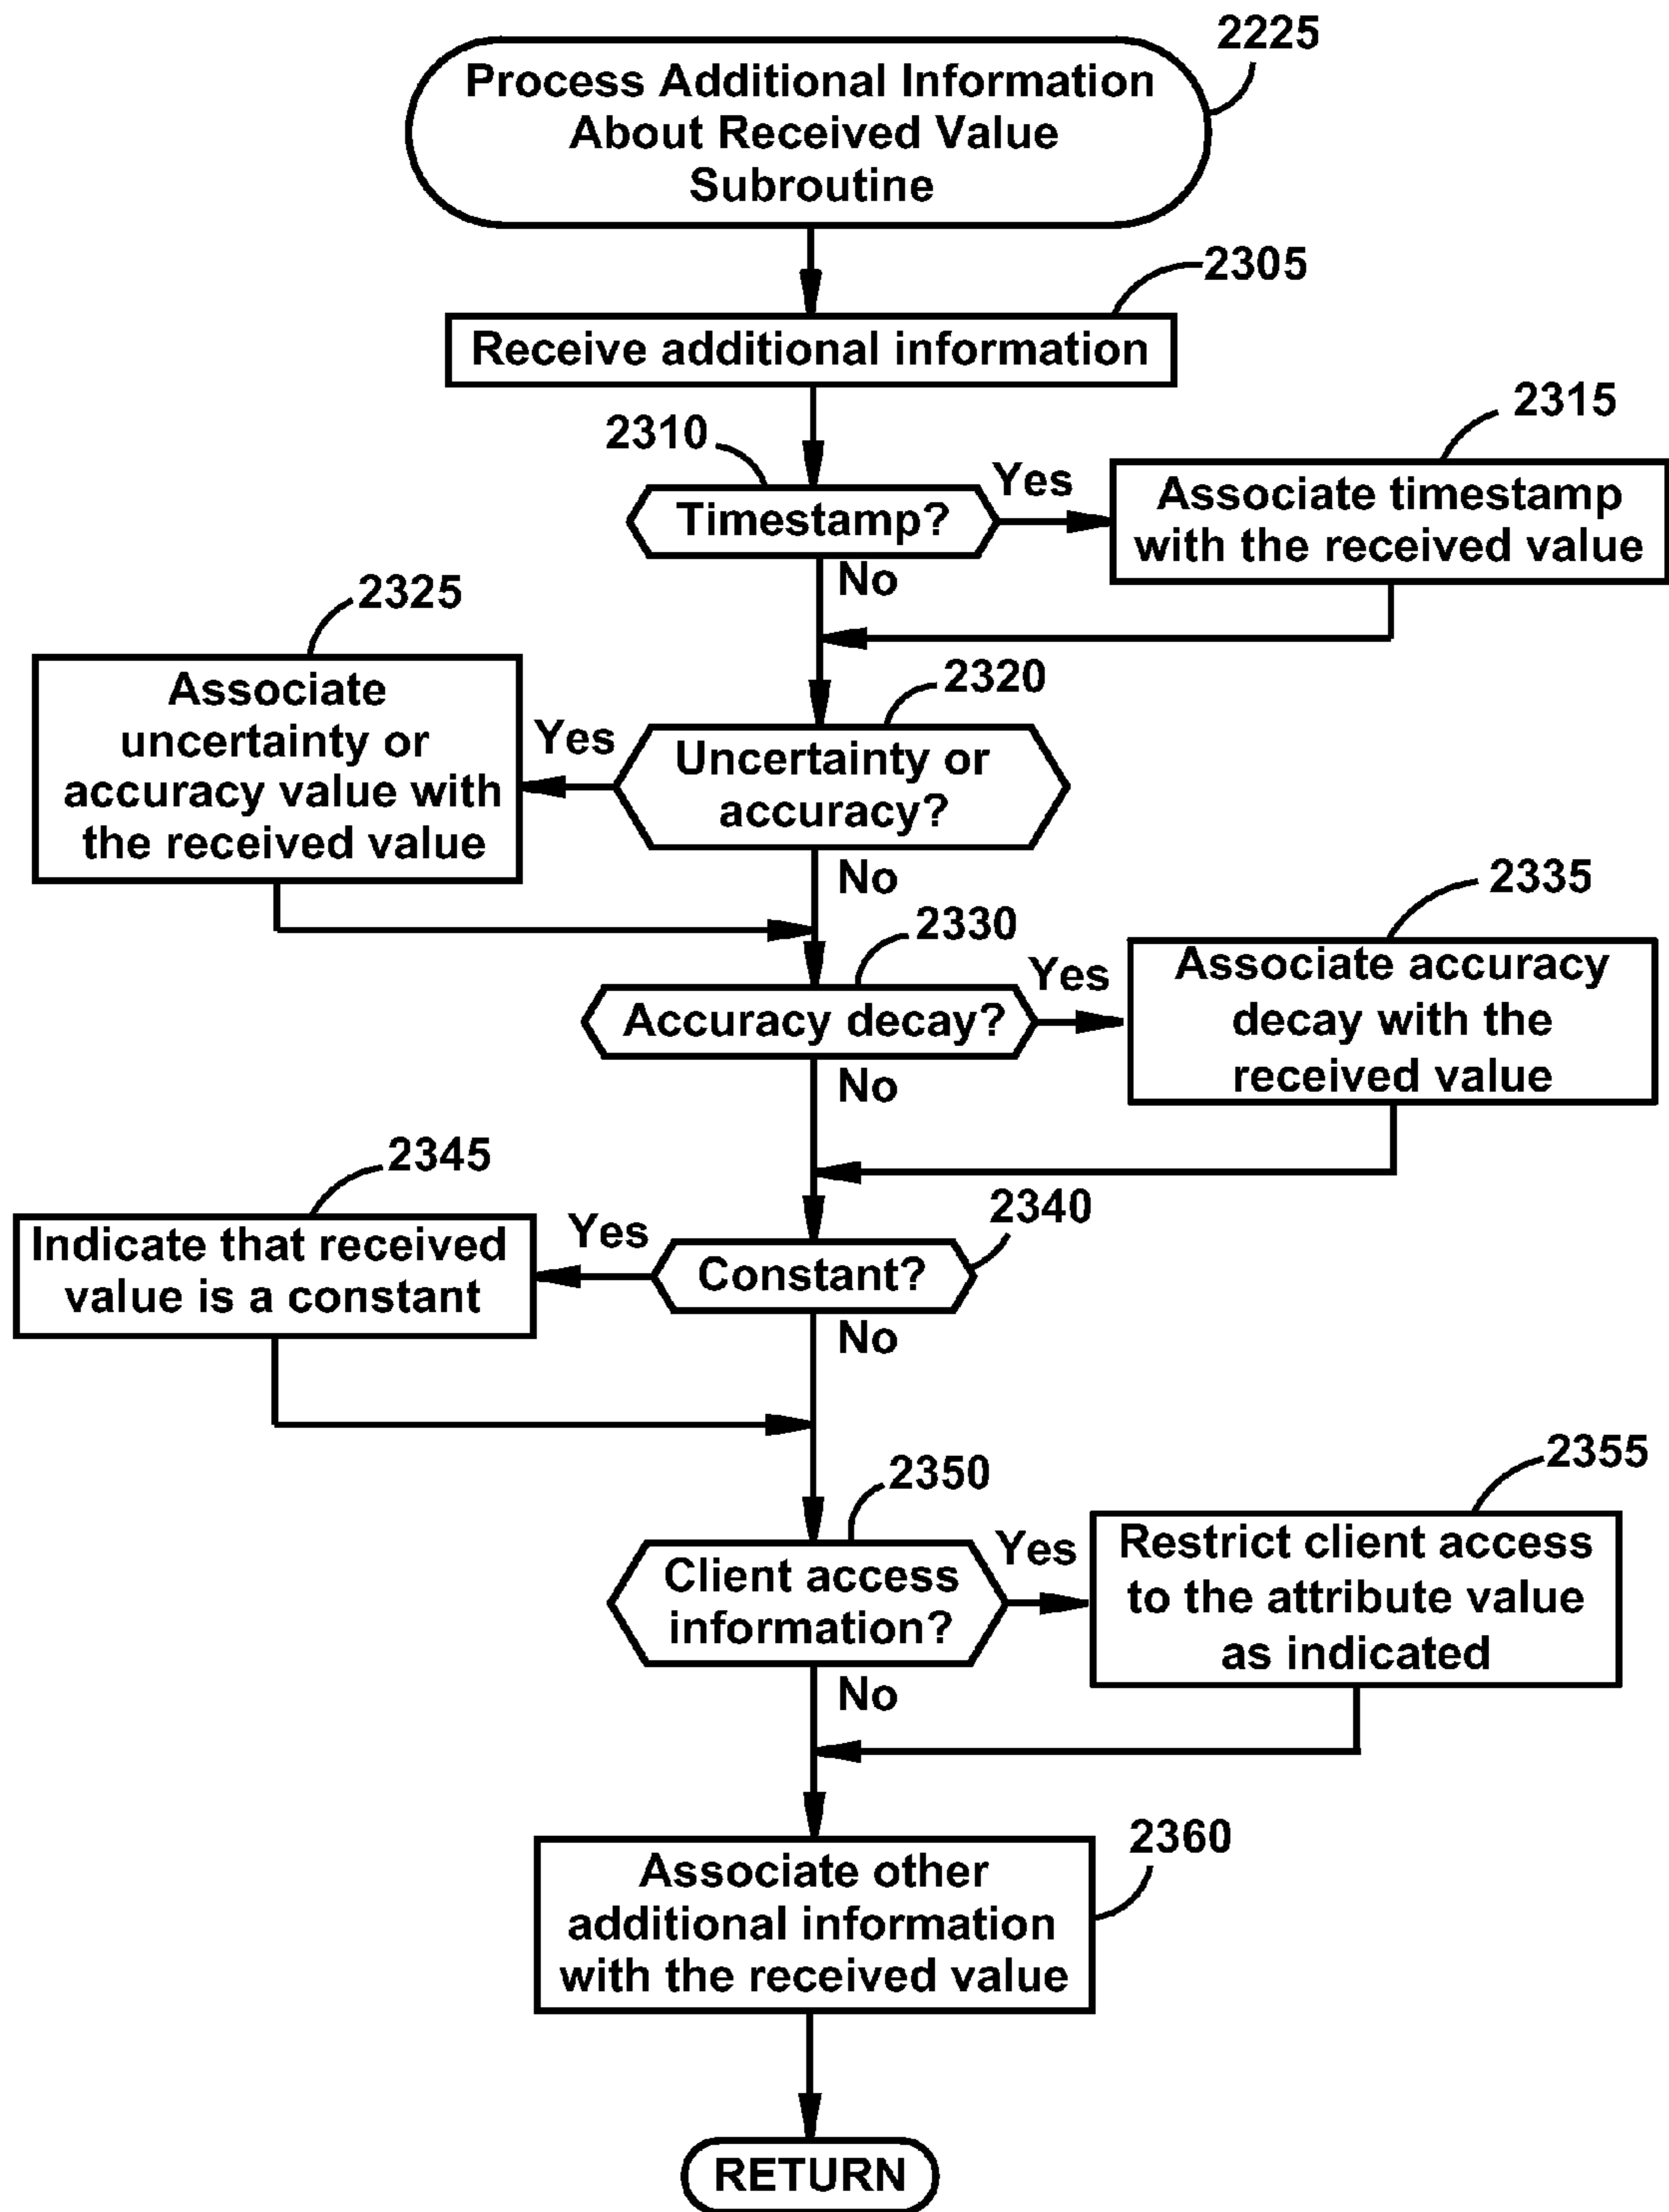 2225
Process Additional Information
About Received Value
Subroutine
2305
Receive additional information
2310
Timestamp?
Yes
2315
Associate timestamp
with the received value
No
2325
Associate
uncertainty or
accuracy value with
the received value
Yes
2320
Uncertainty or
accuracy?
No
2330
Accuracy decay?
Yes
2335
Associate accuracy
decay with the
received value
No
2345
Indicate that received
value is a constant
Yes
2340
Constant?
No
2350
Client access
information?
Yes
2355
Restrict client access
to the attribute value
as indicated
No
2360
Associate other
additional information
with the received value
RETURN